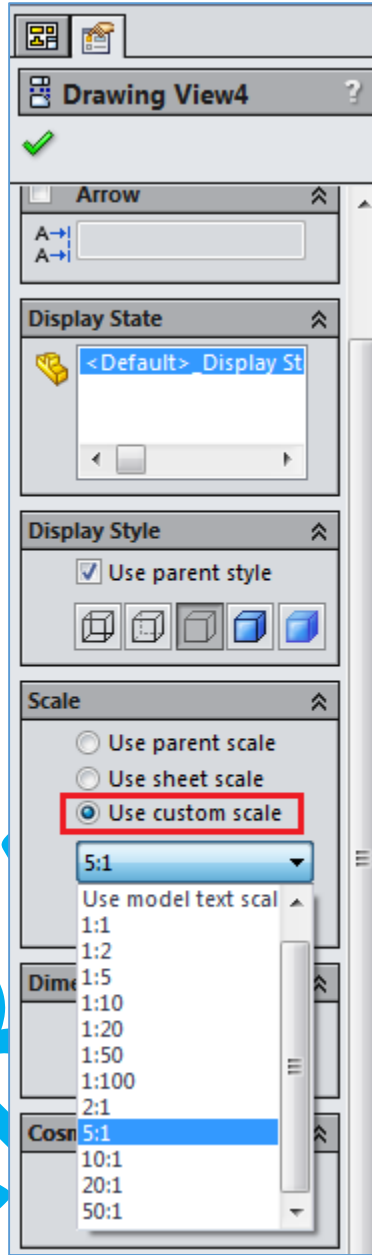 Drawing View4 ?
Arrow
A
A
Display State
<Default>_Display St
Display Style
Use parent style
Scale
Use parent scale
Use sheet scale
Use custom scale
5:1
Use model text scal
1:1
1:2
1:5
Dime
1:10
1:20
1:50
1:100
2:1
Cosm
5:1
10:1
20:1
50:1